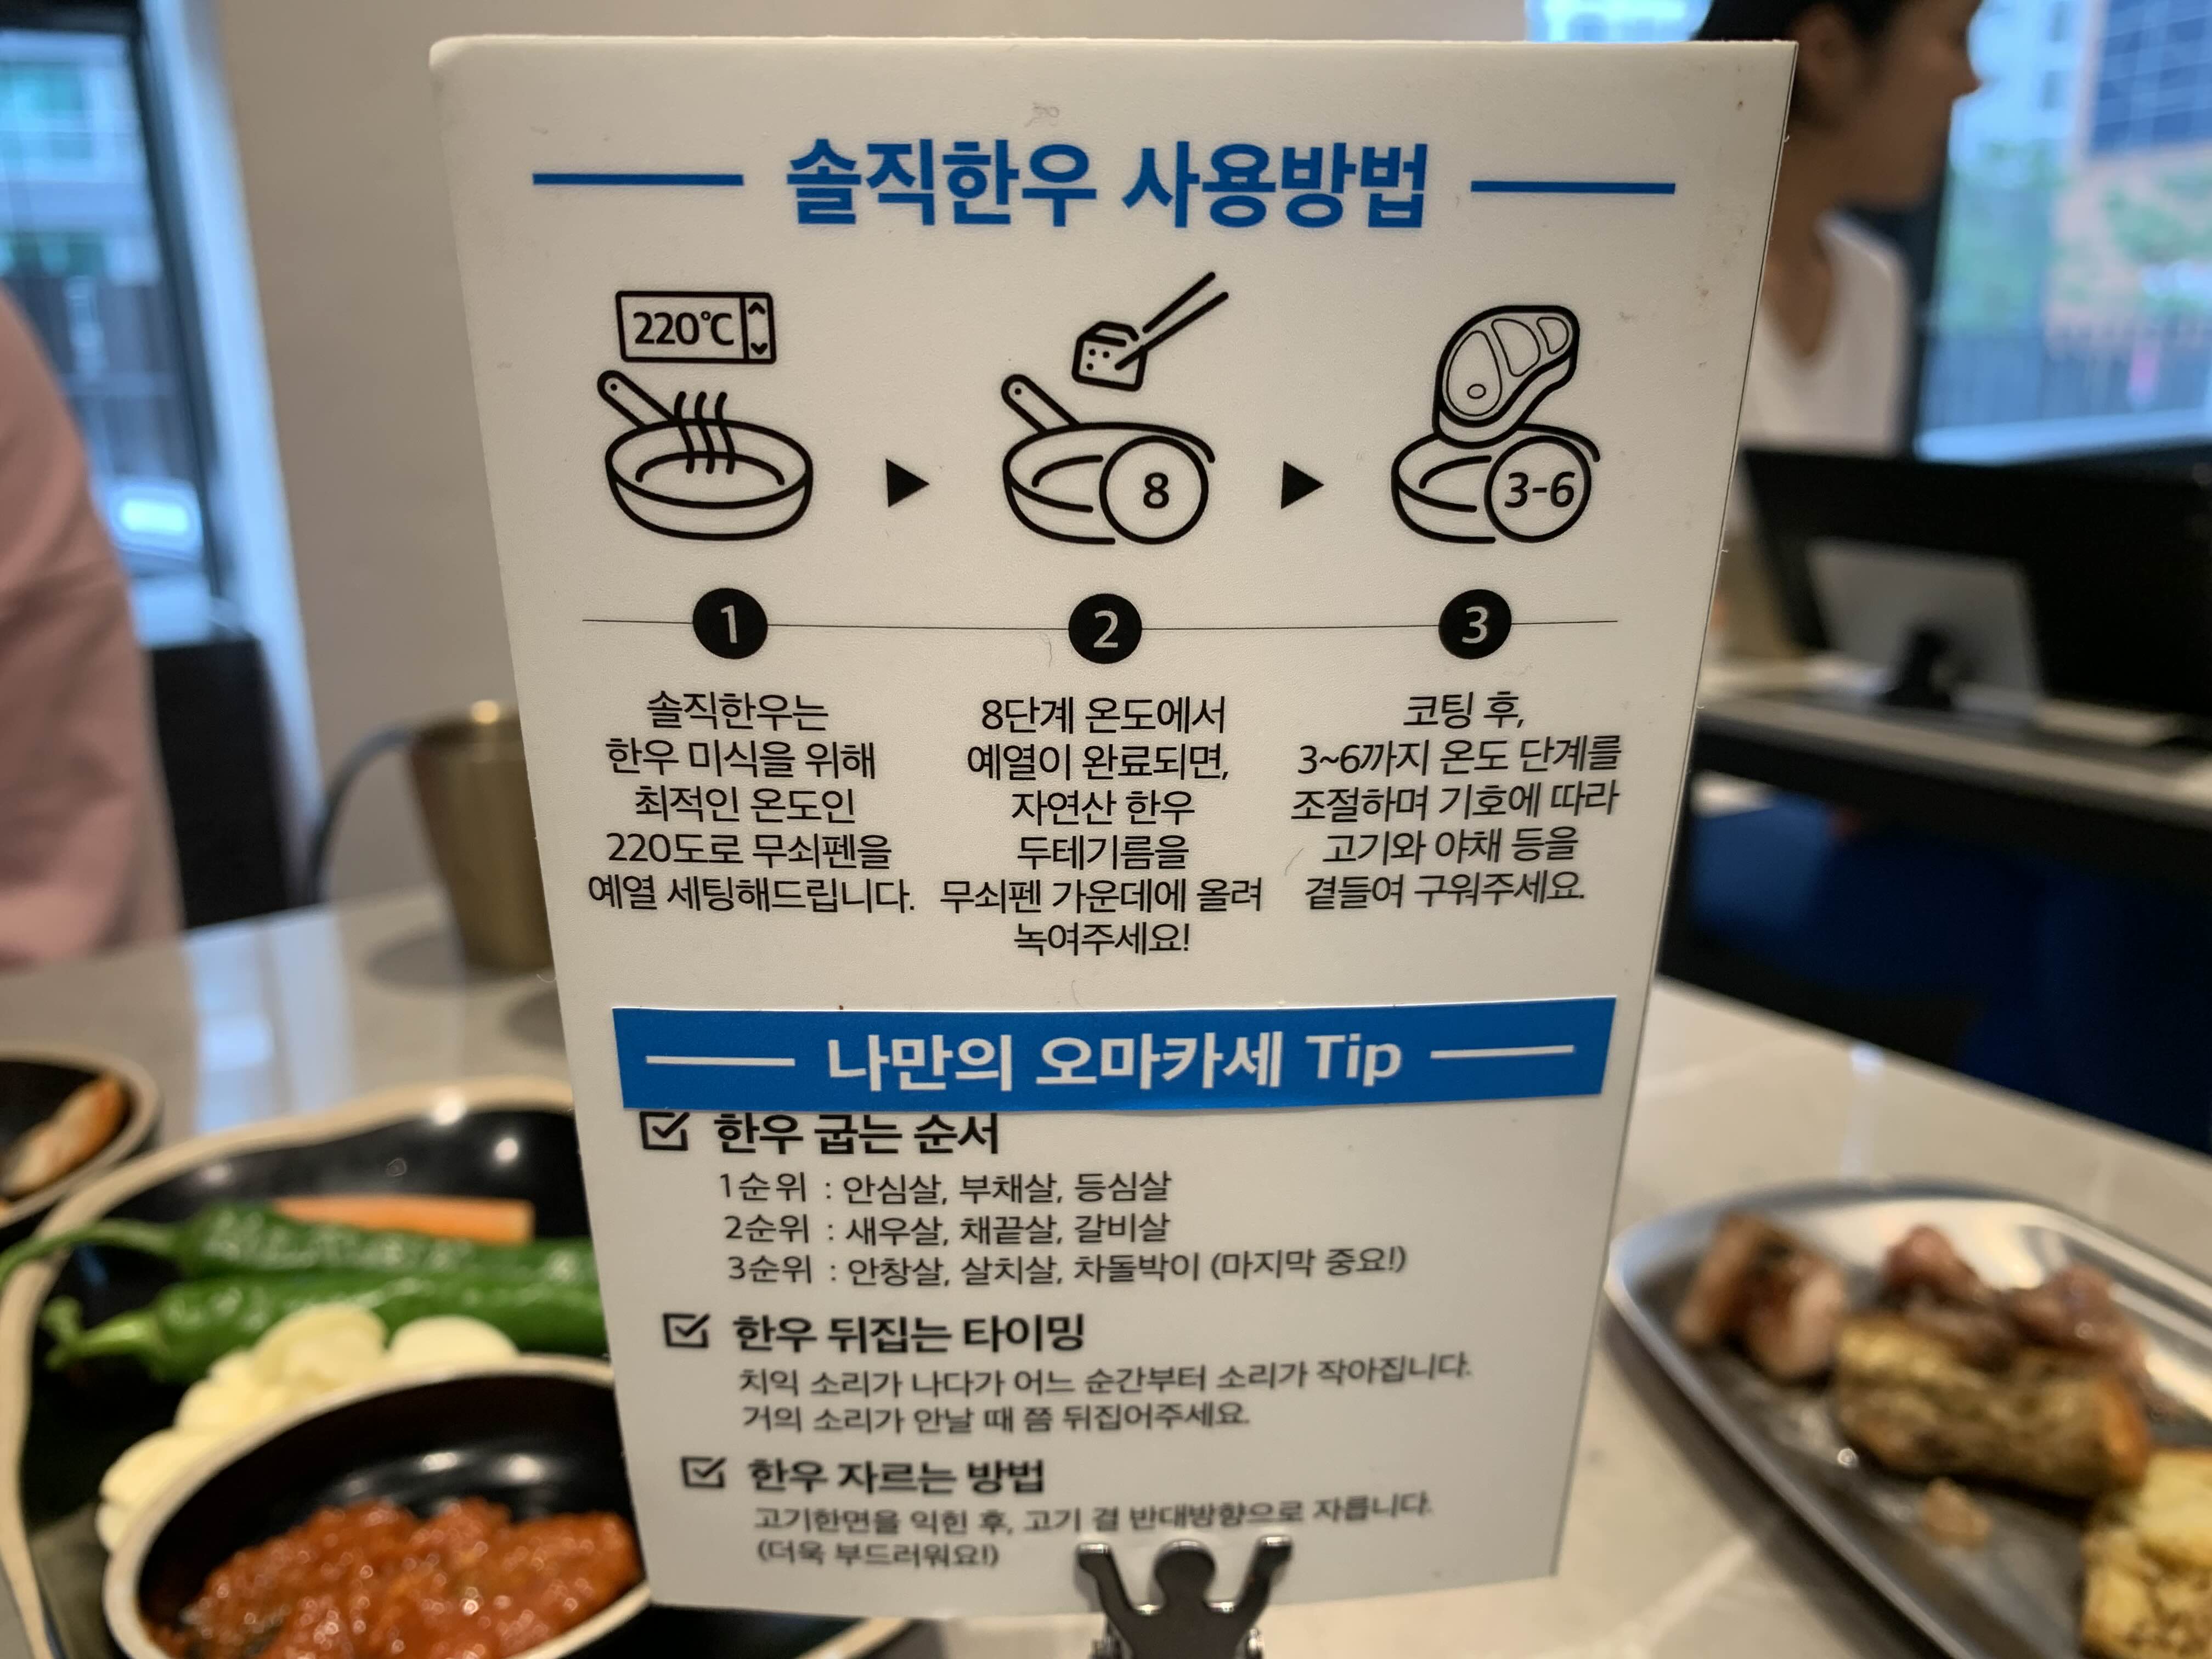 솔직한우 사용방법
220℃
8
3-6
1
2
3
솔직한우는
한우 미식을 위해
최적인 온도인
220도로 무쇠펜을
예열 세팅해드립니다.
8단계 온도에서
예열이 완료되면,
자연산 한우
두테기름을
무쇠펜 가운데에 올려
녹여주세요!
코팅 후,
3~6까지 온도 단계를
조절하며 기호에 따라
고기와 야채 등을
곁들여 구워주세요.
나만의 오마카세 Tip
한우 굽는 순서
1순위 : 안심살, 부채살, 등심살
2순위 : 새우살, 채끝살, 갈비살
3순위 : 안창살, 살치살, 차돌박이 (마지막 중요!)
한우 뒤집는 타이밍
치익 소리가 나다가 어느 순간부터 소리가 작아집니다.
거의 소리가 안날 때 쯤 뒤집어주세요.
한우 자르는 방법
고기한면을 익힌 후, 고기 결 반대방향으로 자릅니다.
(더욱 부드러워요!)